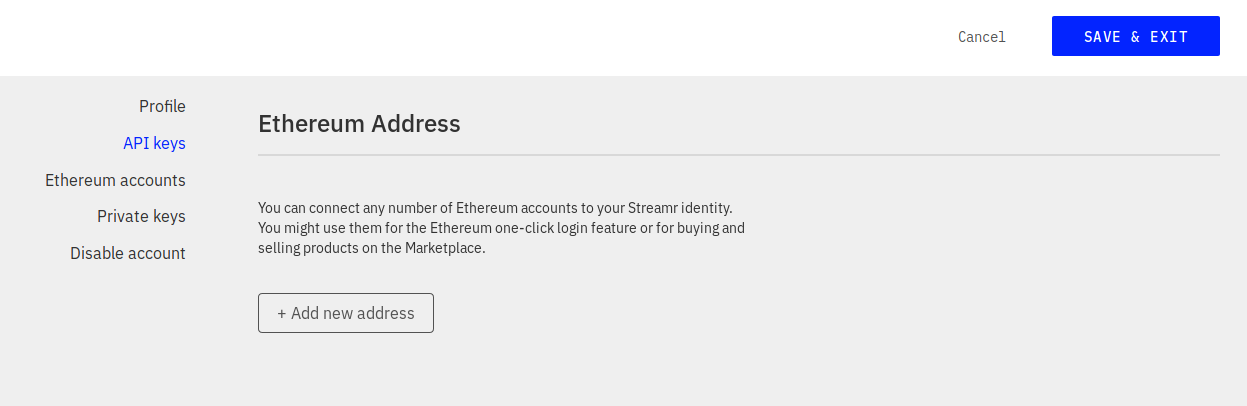 Cancel
SAVE & EXIT
Profile
API keys
Ethereum accounts
Private keys
Disable account
Ethereum Address
You can connect any number of Ethereum accounts to your Streamr identity.
You might use them for the Ethereum one-click login feature or for buying and
selling products on the Marketplace.
+ Add new address